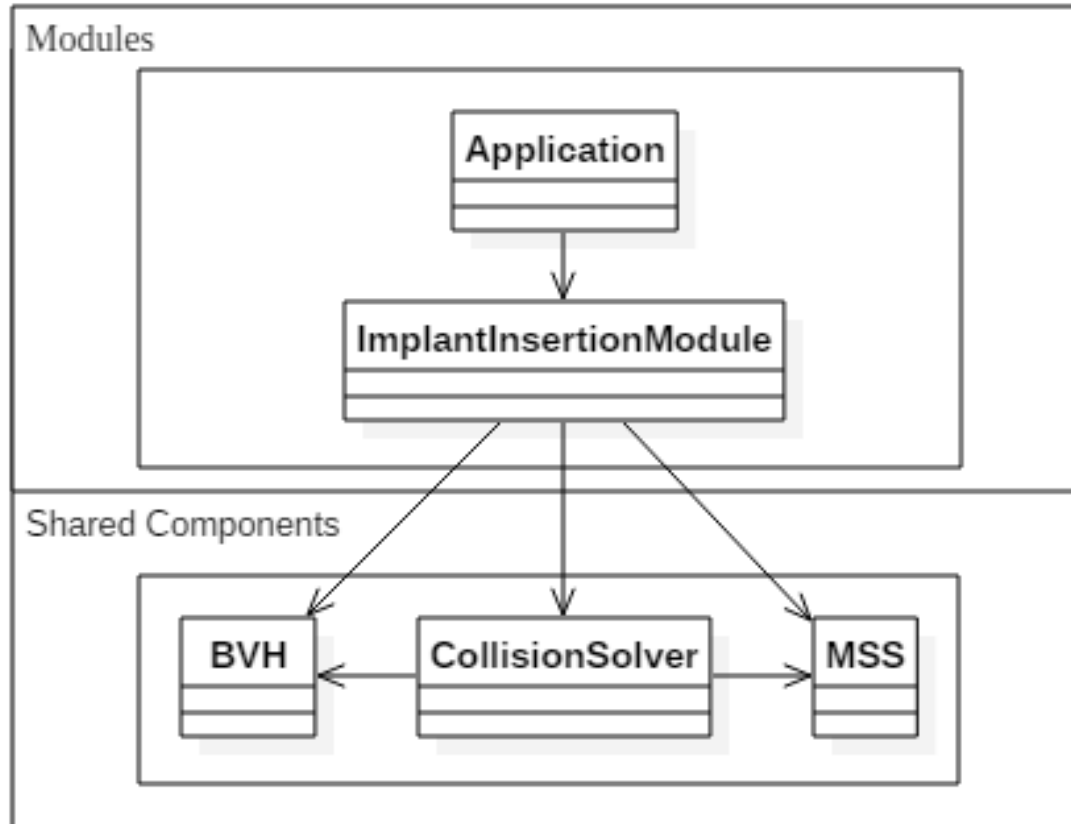 Modules
Application
ImplantInsertionModule
Shared Components
BVH
CollisionSolver
MSS